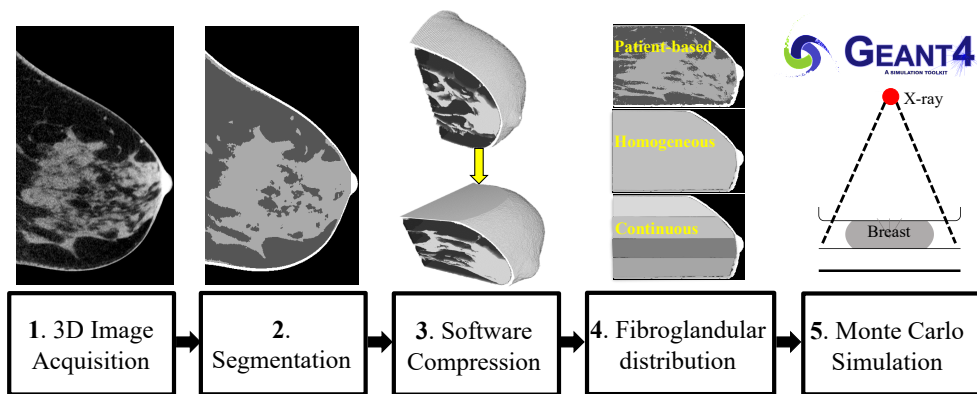 Patient-based
Homogeneous
Continuous
GEANT4
A SIMULATION TOOLKIT
X-ray
Breast
1. 3D Image
Acquisition
2.
Segmentation
3. Software
Compression
4. Fibroglandular
distribution
5. Monte Carlo
Simulation